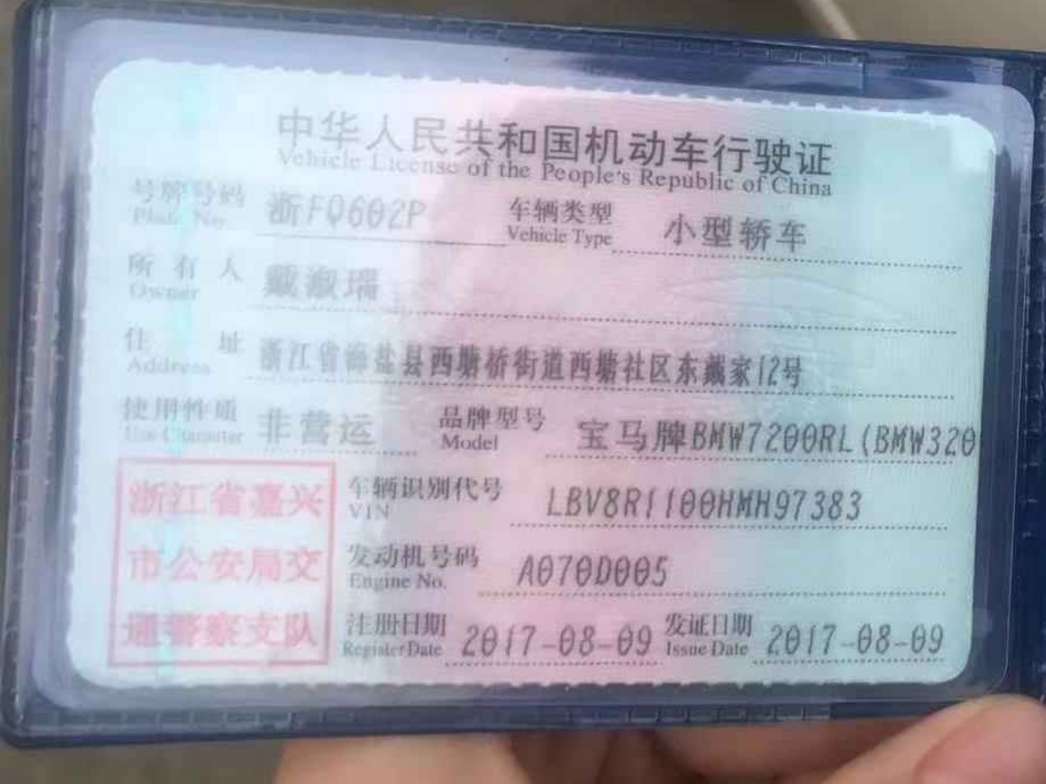 中华人民共和国机动车行驶证
Vehicle License of the People's Republic of China
号牌号码 浙FQ602P 车辆类型 小型轿车
Plate No. Vehicle Type
所有人 戴淑瑞
Owner
住址 浙江省海盐县西塘桥街道西塘社区东戴家12号
Address
使用性质 非营运 品牌型号 宝马牌BMW7200RL(BMW320
Use Character Model
浙江省嘉兴
市公安局交
通警察支队
车辆识别代号 LBV8R1100HMH97383
VIN
发动机号码 A070D005
Engine No.
注册日期 2017-08-09 发证日期 2017-08-09
Register Date Issue Date